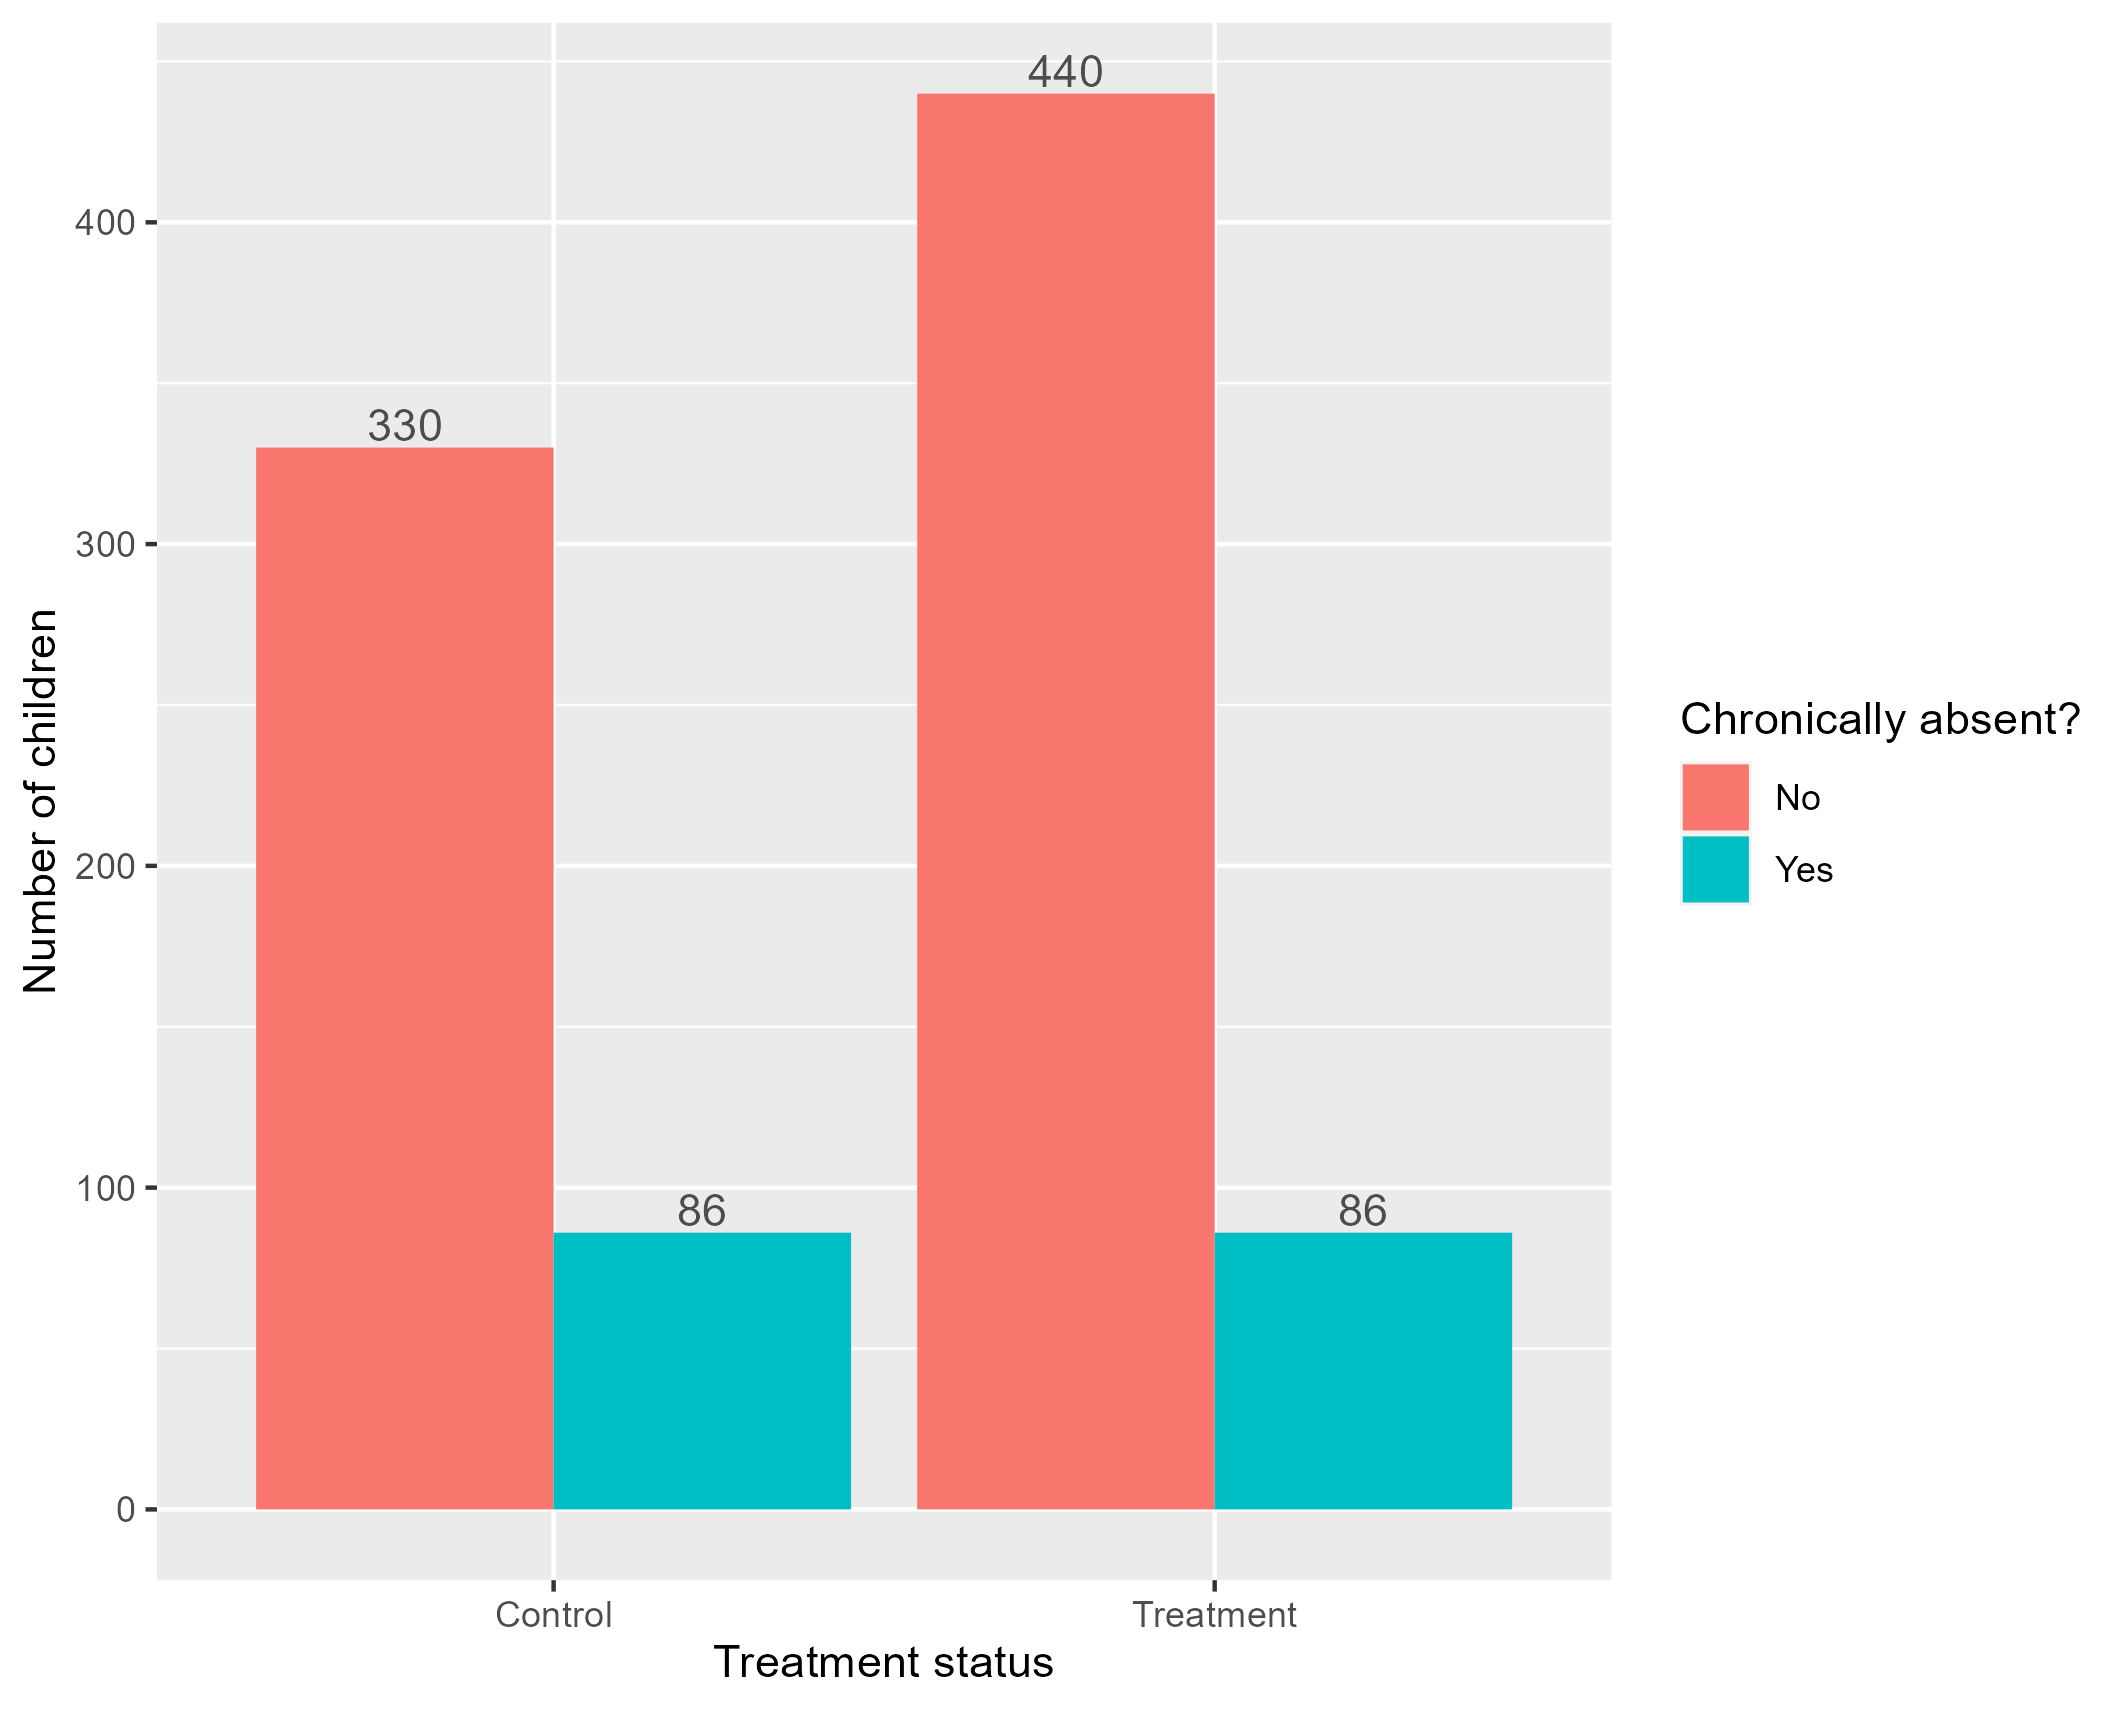 440
400
330
300
Number of children
200
100
86
86
0
Control
Treatment
Treatment status
Chronically absent?
No
Yes